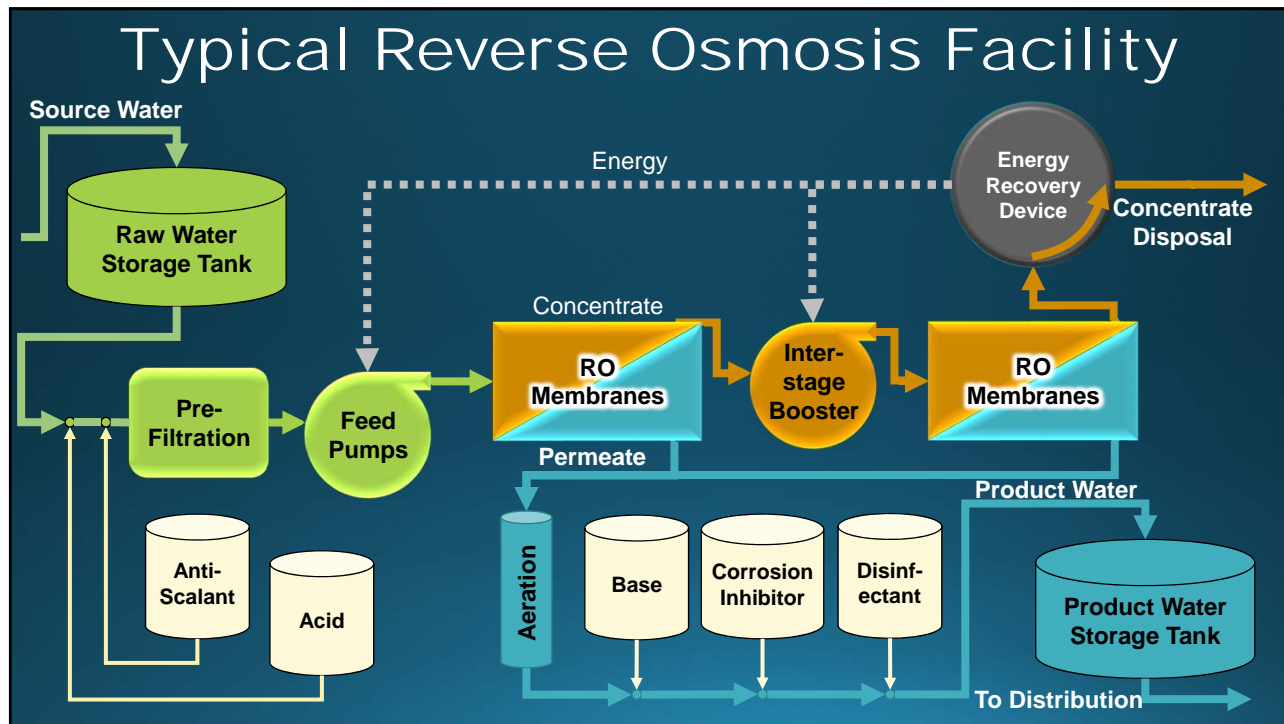 Typical Reverse Osmosis Facility
Source Water
Raw Water
Storage Tank
Energy
Energy
Recovery
Device
Concentrate
Disposal
Concentrate
Pre-
Filtration
Feed
Pumps
RO
Membranes
Inter-
stage
Booster
RO
Membranes
Permeate
Product Water
Anti-
Scalant
Acid
Aeration
Base
Corrosion
Inhibitor
Disinf-
ectant
Product Water
Storage Tank
To Distribution